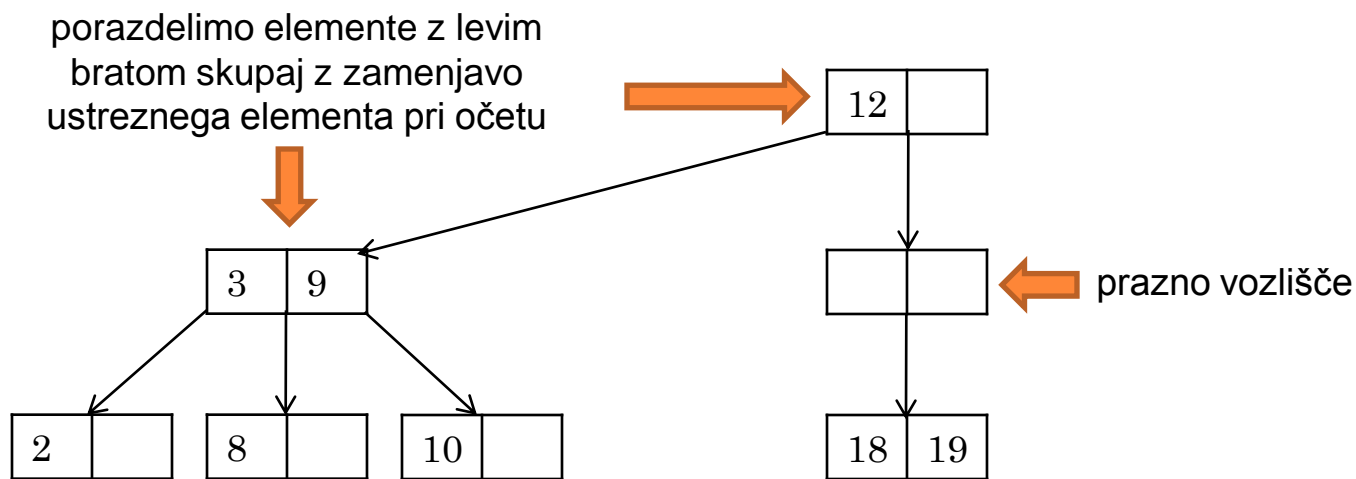 porazdelimo elemente z levim
bratom skupaj z zamenjavo
ustreznega elementa pri očetu
12
3 9
prazno vozlišče
2 8 10 18 19